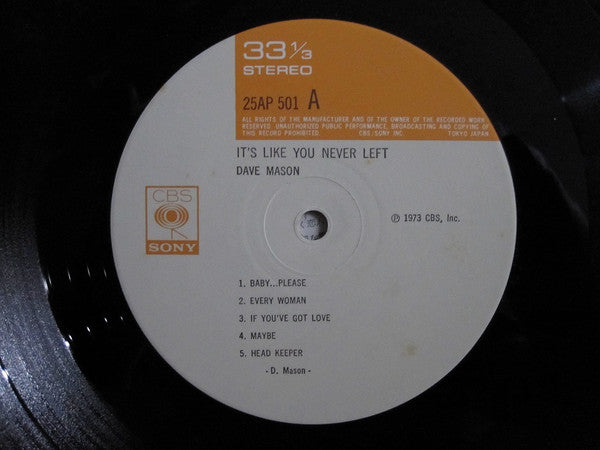 33 1/3
STEREO
25AP 501 A
ALL RIGHTS OF THE MANUFACTURER AND OF THE OWNER OF THE RECORDED WORK
RESERVED. UNAUTHORIZED PUBLIC PERFORMANCE, BROADCASTING AND COPYING OF
THIS RECORD PROHIBITED CBS/SONY INC. TOKYO JAPAN
IT'S LIKE YOU NEVER LEFT
DAVE MASON
CBS
SONY
℗ 1973 CBS, Inc.
1. BABY...PLEASE
2. EVERY WOMAN
3. IF YOU'VE GOT LOVE
4. MAYBE
5. HEAD KEEPER
- D. Mason -